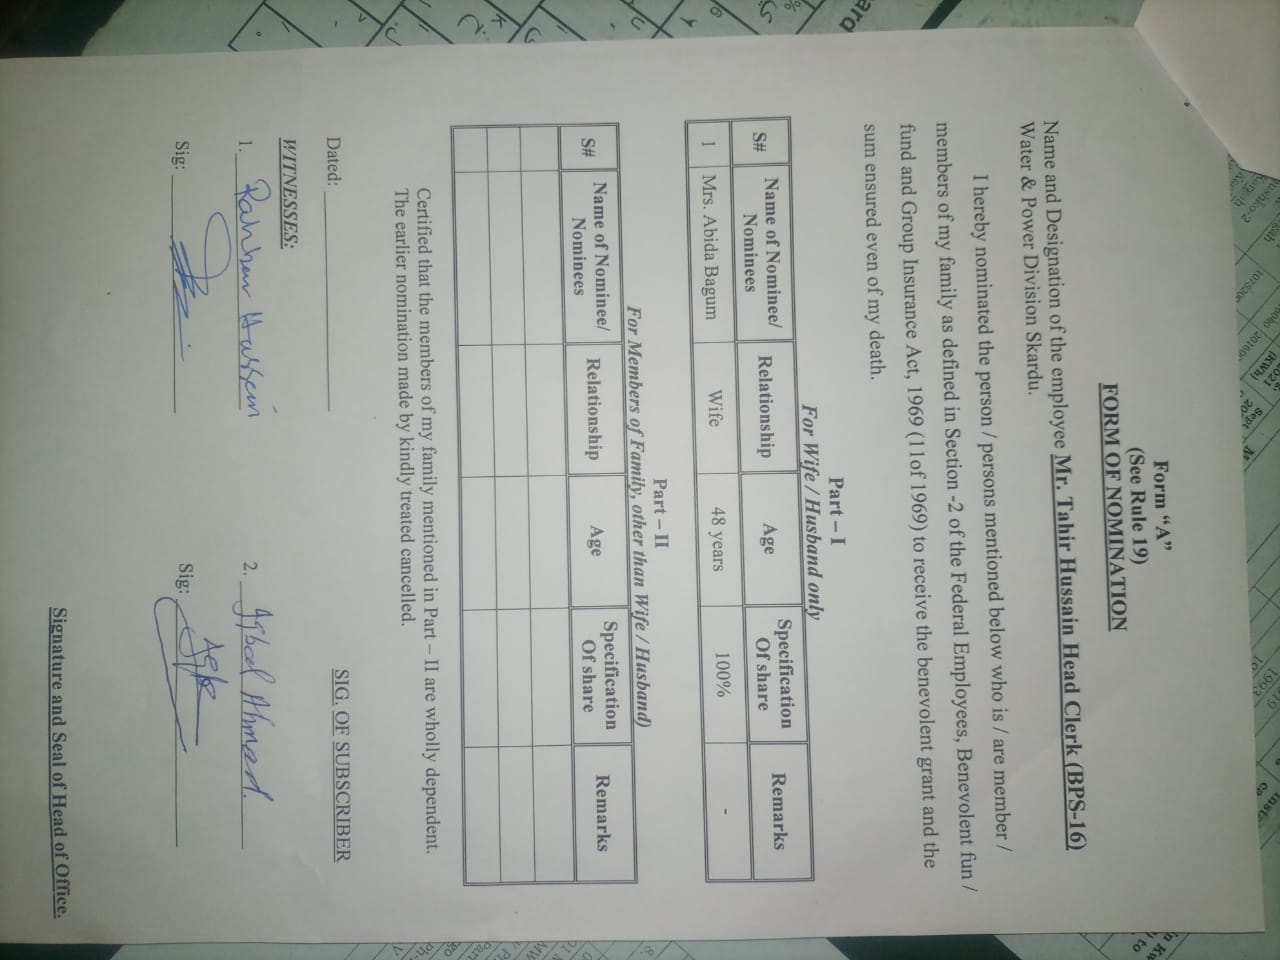 Form “A”
(See Rule 19)
FORM OF NOMINATION
Name and Designation of the employee Mr. Tahir Hussain Head Clerk (BPS-16)
Water & Power Division Skardu.
I hereby nominated the person / persons mentioned below who is / are member /
members of my family as defined in Section -2 of the Federal Employees, Benevolent fun /
fund and Group Insurance Act, 1969 (11of 1969) to receive the benevolent grant and the
sum ensured even of my death.
Part – I
For Wife / Husband only
S# Name of Nominee/ Nominees Relationship Age Specification Of share Remarks
1 Mrs. Abida Bagum Wife 48 years 100% -
Part – II
For Members of Family, other than Wife / Husband)
S# Name of Nominee/ Nominees Relationship Age Specification Of share Remarks
Certified that the members of my family mentioned in Part – II are wholly dependent.
The earlier nomination made by kindly treated cancelled.
Dated: SIG. OF SUBSCRIBER
WITNESSES:
1. Hussain 2. Ahmad.
Sig: Sig:
Signature and Seal of Head of Office.